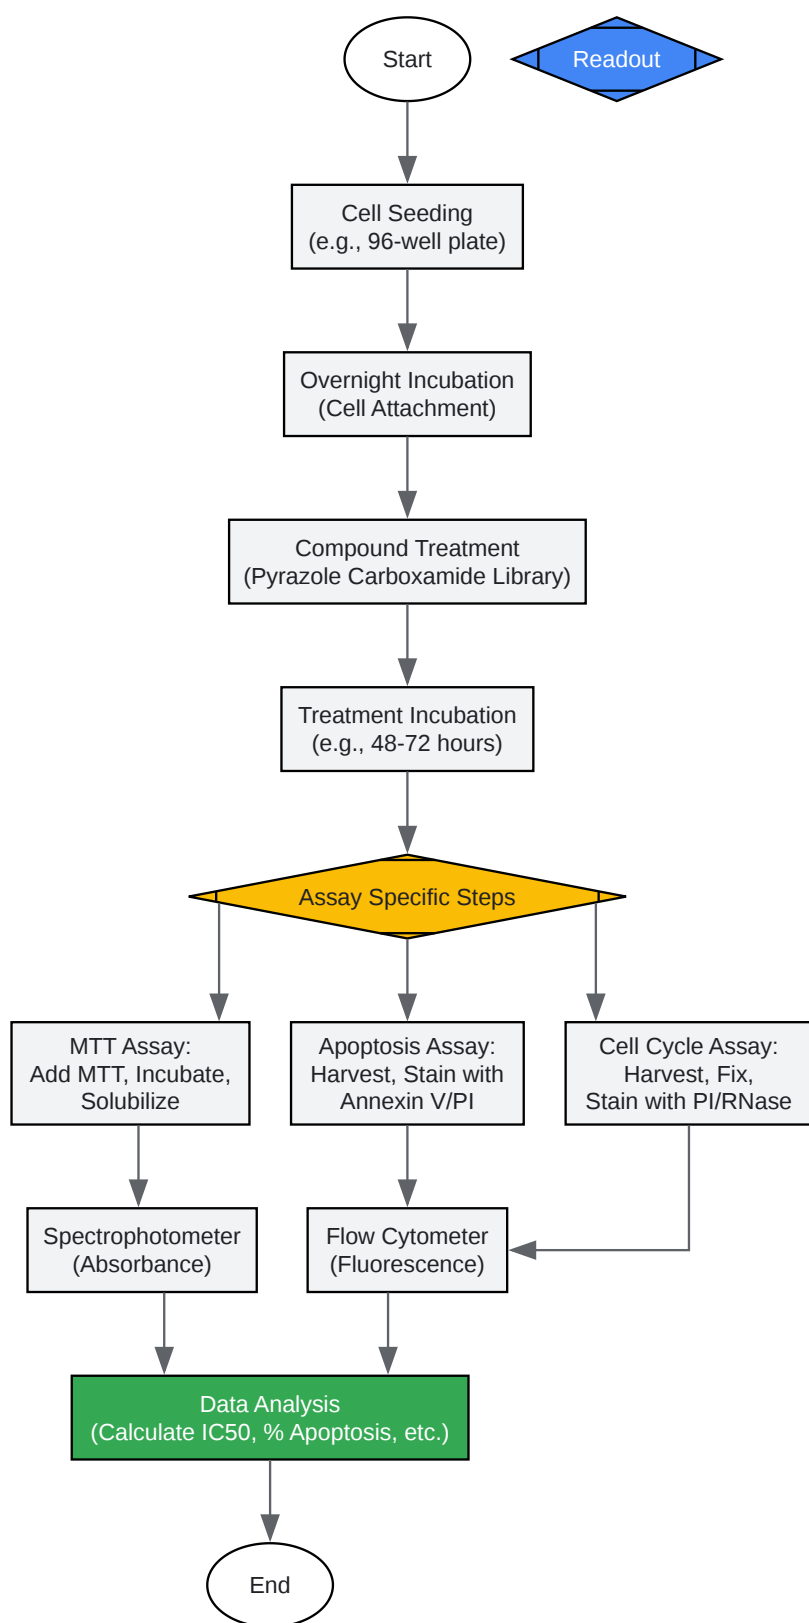 Start
Readout
Cell Seeding
(e.g., 96-well plate)
Overnight Incubation
(Cell Attachment)
Compound Treatment
(Pyrazole Carboxamide Library)
Treatment Incubation
(e.g., 48-72 hours)
Assay Specific Steps
MTT Assay:
Add MTT, Incubate,
Solubilize
Apoptosis Assay:
Harvest, Stain with
Annexin V/PI
Cell Cycle Assay:
Harvest, Fix,
Stain with PI/RNase
Spectrophotometer
(Absorbance)
Flow Cytometer
(Fluorescence)
Data Analysis
(Calculate IC50, % Apoptosis, etc.)
End